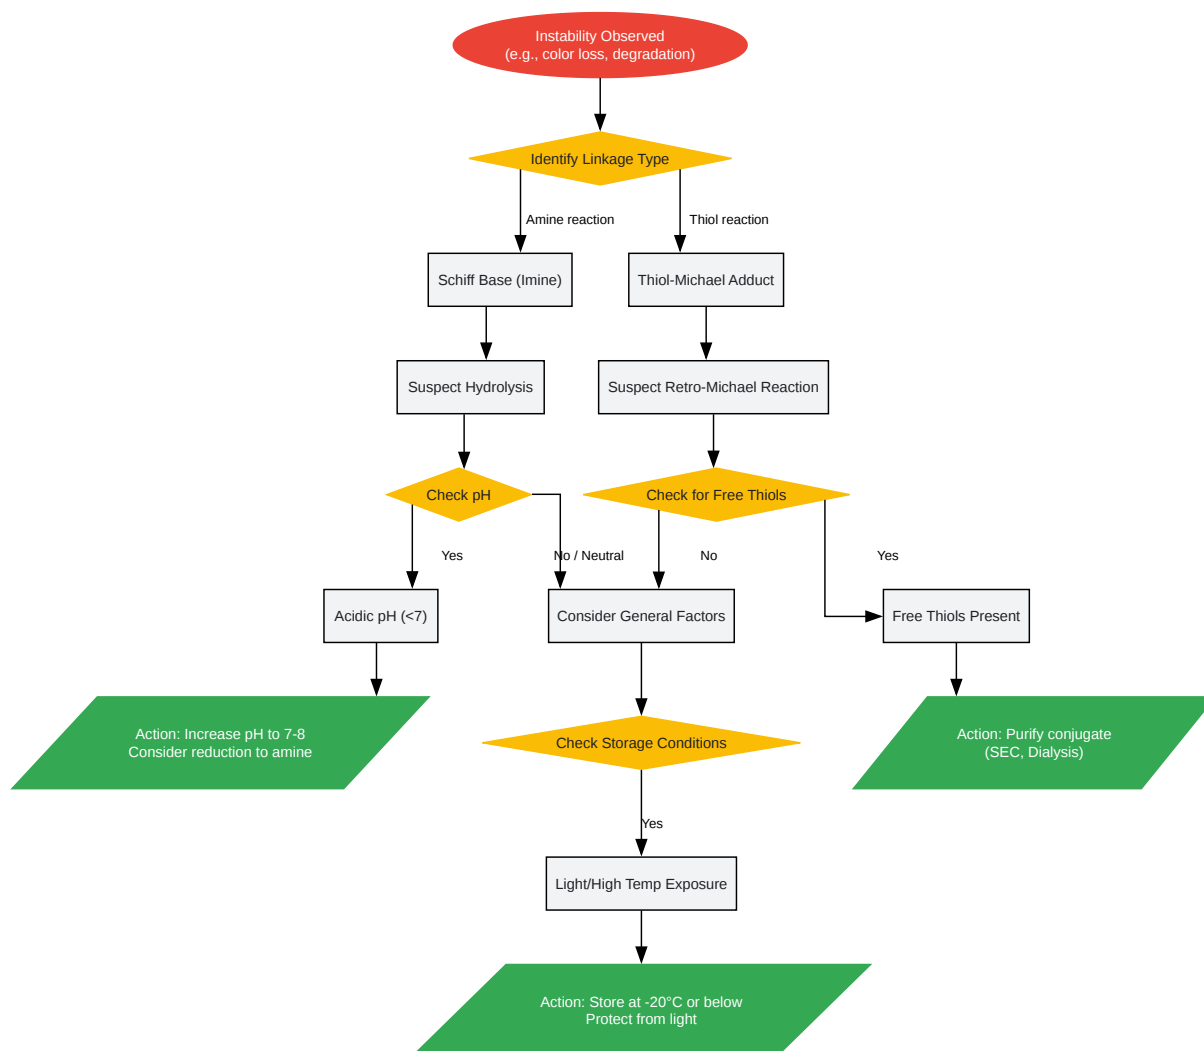 Instability Observed
(e.g., color loss, degradation)
Identify Linkage Type
Amine reaction
Thiol reaction
Schiff Base (Imine)
Thiol-Michael Adduct
Suspect Hydrolysis
Suspect Retro-Michael Reaction
Check pH
Check for Free Thiols
Yes
No / Neutral
No
Yes
Acidic pH (<7)
Consider General Factors
Free Thiols Present
Action: Increase pH to 7-8
Consider reduction to amine
Check Storage Conditions
Action: Purify conjugate
(SEC, Dialysis)
Yes
Light/High Temp Exposure
Action: Store at -20°C or below
Protect from light